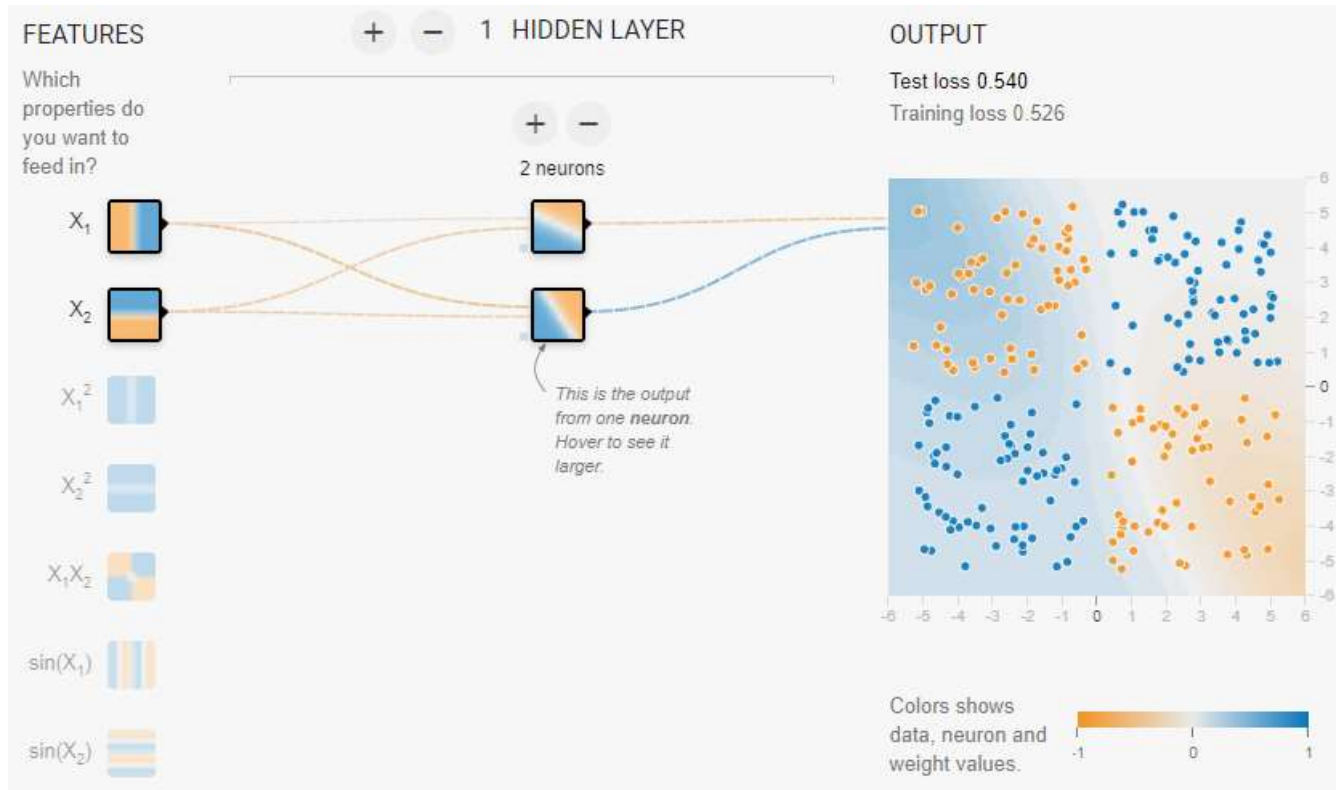 FEATURES
+ − 1 HIDDEN LAYER
OUTPUT
Which
properties do
you want to
feed in?
Test loss 0.540
Training loss 0.526
+ −
2 neurons
X1
X2
X1²
X2²
X1X2
sin(X1)
sin(X2)
This is the output
from one neuron.
Hover to see it
larger.
6
5
4
3
2
1
0
-1
-2
-3
-4
-5
-6
-6 -5 -4 -3 -2 -1 0 1 2 3 4 5 6
Colors shows
data, neuron and
weight values.
-1 0 1